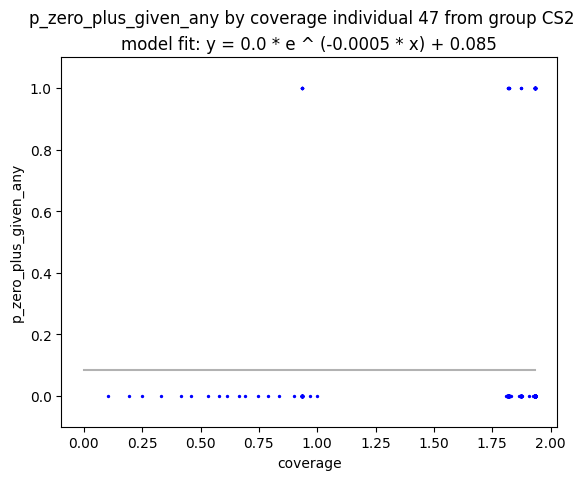 p_zero_plus_given_any by coverage individual 47 from group CS2
model fit: y = 0.0 * e ^ (-0.0005 * x) + 0.085
1.0
0.8
0.6
0.4
0.2
0.0
p_zero_plus_given_any
0.00 0.25 0.50 0.75 1.00 1.25 1.50 1.75 2.00
coverage